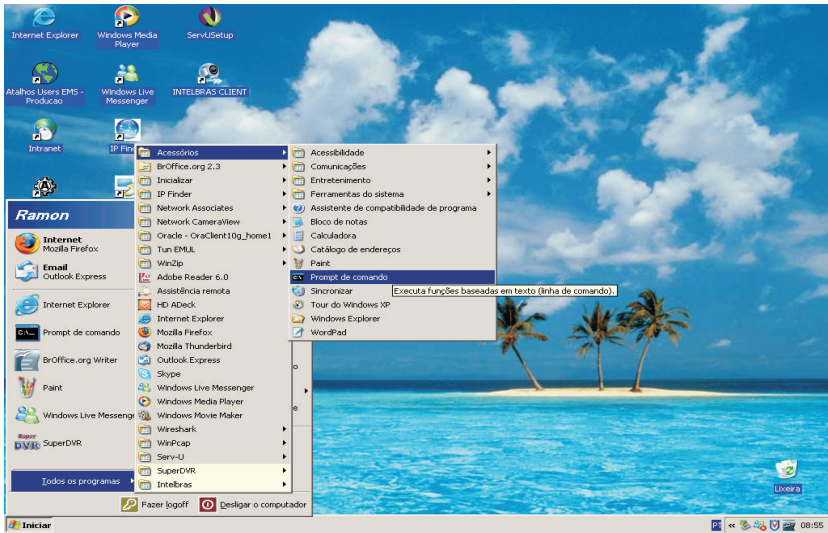 Internet Explorer
Windows Media
Player
ServUSetup
Atalhos Users EMS -
Producao
Windows Live
Messenger
INTELBRAS CLIENT
Intranet
IP Fin
Ramon
Internet
Mozilla Firefox
Email
Outlook Express
Internet Explorer
Prompt de comando
BrOffice.org Writer
Paint
Windows Live Messenge
SuperDVR
Todos os programas
Acessórios
BrOffice.org 2.3
Inicializar
IP Finder
Network Associates
Network CameraView
Oracle - OraClient10g_home1
Tun EMUL
WinZip
Adobe Reader 6.0
Assistência remota
HD ADeck
Internet Explorer
Mozilla Firefox
Mozilla Thunderbird
Outlook Express
Skype
Windows Live Messenger
Windows Media Player
Windows Movie Maker
Wireshark
WinPcap
Serv-U
SuperDVR
Intelbras
Acessibilidade
Comunicações
Entretenimento
Ferramentas do sistema
Assistente de compatibilidade de programa
Bloco de notas
Calculadora
Catálogo de endereços
Paint
Prompt de comando
Sincronizar
Executa funções baseadas em texto (linha de comando).
Tour do Windows XP
Windows Explorer
WordPad
o
e
Fazer logoff
Desligar o computador
Lixeira
Iniciar
PT
«
08:55